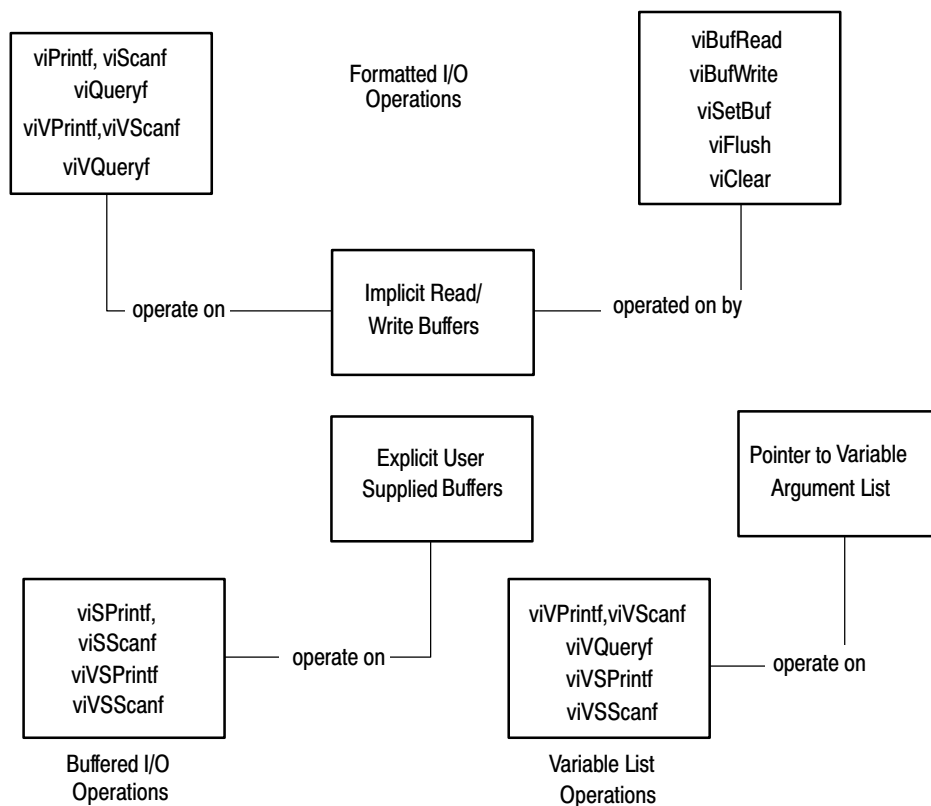 viPrintf, viScanf
viQueryf
viVPrintf,viVScanf
viVQueryf
Formatted I/O
Operations
viBufRead
viBufWrite
viSetBuf
viFlush
viClear
operate on
Implicit Read/
Write Buffers
operated on by
Explicit User
Supplied Buffers
Pointer to Variable
Argument List
viSPrintf,
viSScanf
viVSPrintf
viVSScanf
operate on
viVPrintf,viVScanf
viVQueryf
viVSPrintf
viVSScanf
operate on
Buffered I/O
Operations
Variable List
Operations